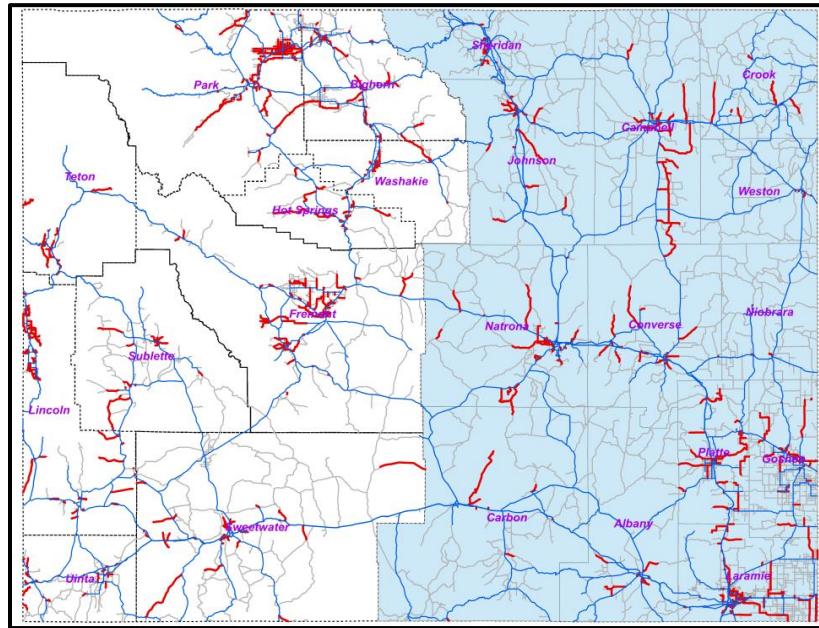 Sheridan
Crook
Park
Bighorn
Campbell
Johnson
Teton
Washakie
Weston
Hot Springs
Fremont
Niobrara
Natrona
Converse
Sublette
Lincoln
Platte
Goshen
Sweetwater
Carbon
Albany
Uinta
Laramie